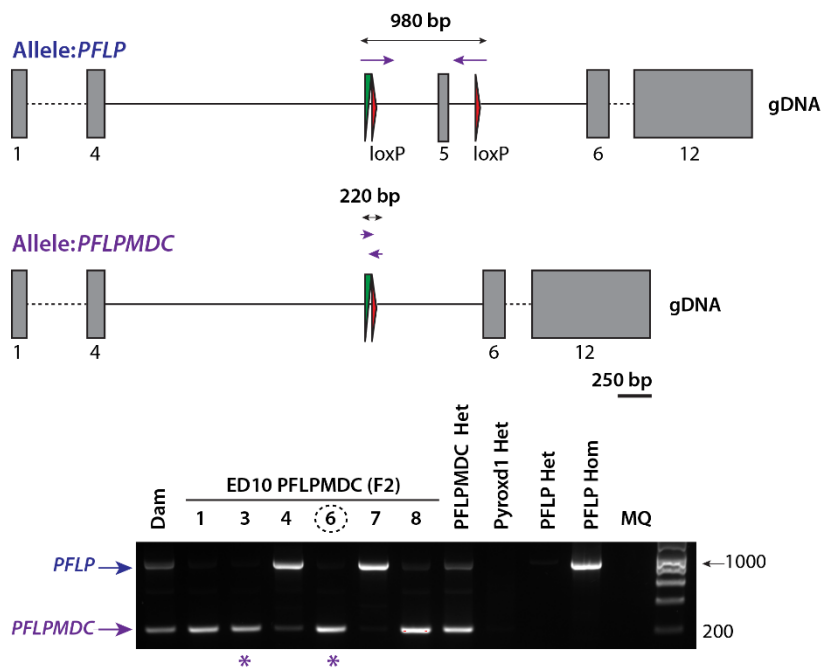 980 bp
Allele:PFLP
gDNA
loxP loxP
1 4 5 6 12
220 bp
Allele:PFLPMDC
gDNA
1 4 6 12
250 bp
Dam
ED10 PFLPMDC (F2)
1 3 4 6 7 8
PFLPMDC Het
Pyroxd1 Het
PFLP Het
PFLP Hom
MQ
PFLP
1000
PFLPMDC
200
* *